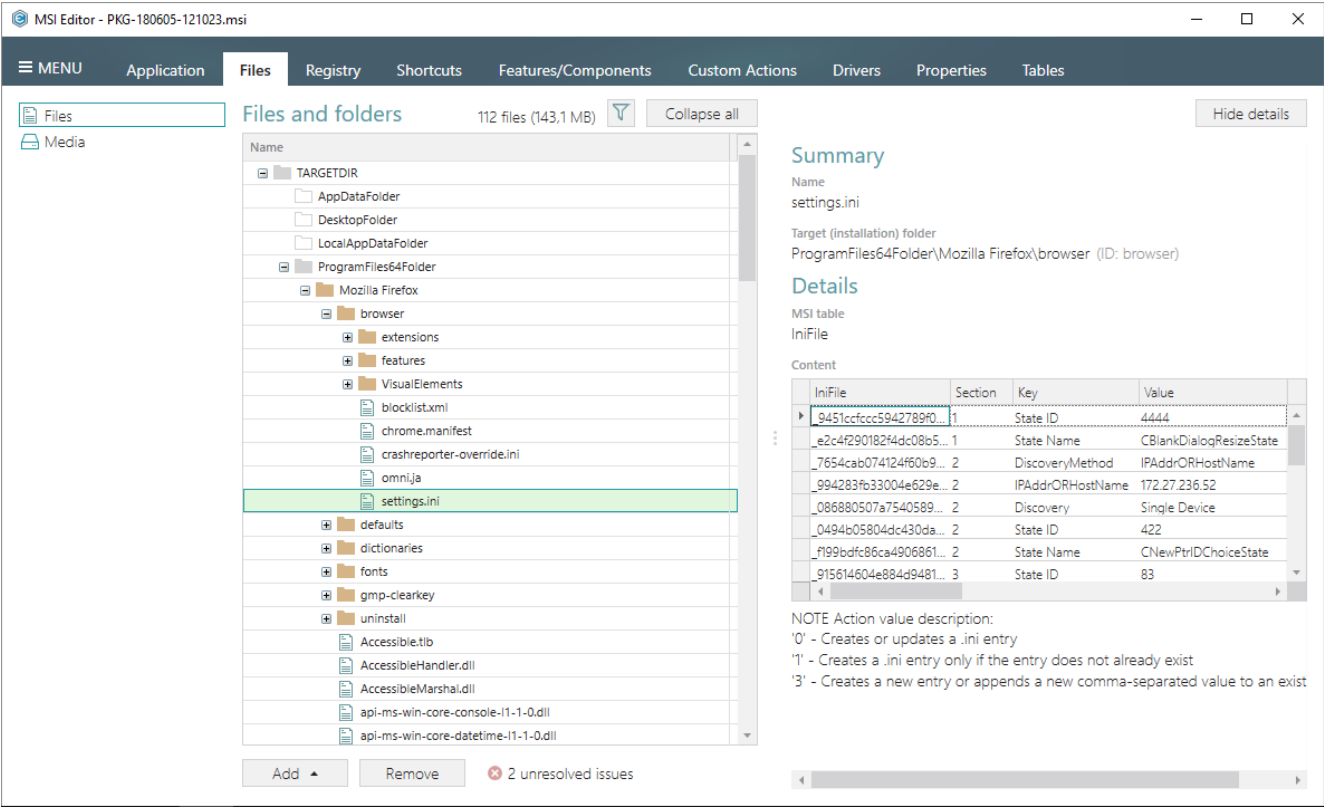 MSI Editor - PKG-180605-121023.msi
MENU Application Files Registry Shortcuts Features/Components Custom Actions Drivers Properties Tables
Files
Media
Files and folders 112 files (143,1 MB) Collapse all
Name
TARGETDIR
AppDataFolder
DesktopFolder
LocalAppDataFolder
ProgramFiles64Folder
Mozilla Firefox
browser
extensions
features
VisualElements
blocklist.xml
chrome.manifest
crashreporter-override.ini
omni.ja
settings.ini
defaults
dictionaries
fonts
gmp-clearkey
uninstall
Accessible.tlb
AccessibleHandler.dll
AccessibleMarshal.dll
api-ms-win-core-console-l1-1-0.dll
api-ms-win-core-datetime-l1-1-0.dll
Add Remove 2 unresolved issues
Hide details
Summary
Name
settings.ini
Target (installation) folder
ProgramFiles64Folder\Mozilla Firefox\browser (ID: browser)
Details
MSI table
IniFile
Content
IniFile Section Key Value
_9451ccfccc5942789f0... 1 State ID 4444
_e2c4f290182f4dc08b5... 1 State Name CBlankDialogResizeState
_7654cab074124f60b9... 2 DiscoveryMethod IPAddrORHostName
_994283fb33004e629e... 2 IPAddrORHostName 172.27.236.52
_086880507a7540589... 2 Discovery Single Device
_0494b05804dc430da... 2 State ID 422
_f199bdfc86ca4906861... 2 State Name CNewPtrIDChoiceState
_915614604e884d9481... 3 State ID 83
NOTE Action value description:
'0' - Creates or updates a .ini entry
'1' - Creates a .ini entry only if the entry does not already exist
'3' - Creates a new entry or appends a new comma-separated value to an exist